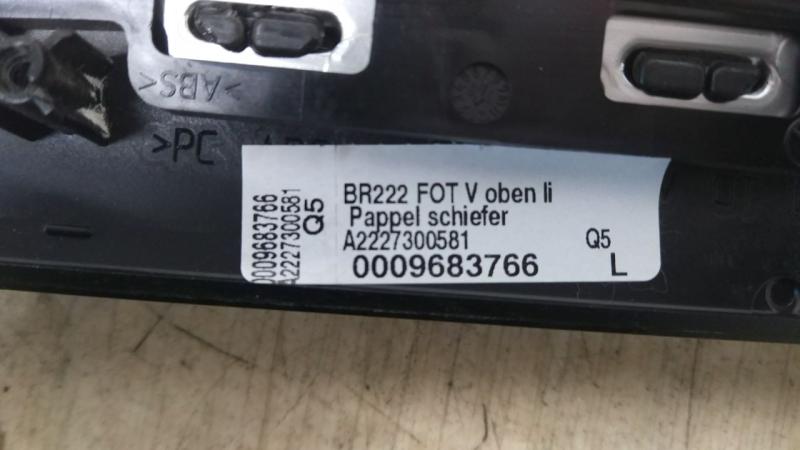 >ABS<
>PC
0009683766
A2227300581
Q5
BR222 FOT V oben li
Pappel schiefer
A2227300581 Q5
0009683766 L